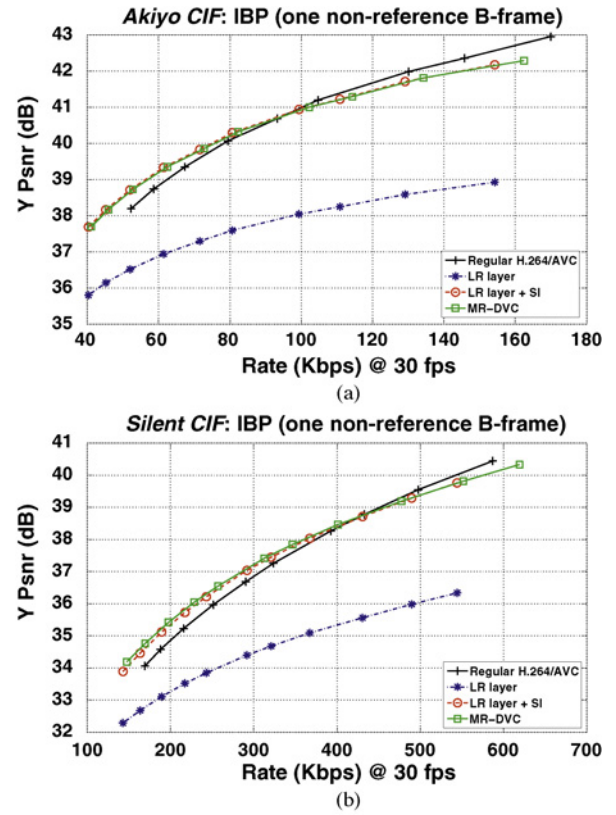 Akiyo CIF: IBP (one non-reference B-frame)
43
42
41
40
39
38
37
36
35
Y Psnr (dB)
Regular H.264/AVC
LR layer
LR layer + SI
MR-DVC
40 60 80 100 120 140 160 180
Rate (Kbps) @ 30 fps
(a)
Silent CIF: IBP (one non-reference B-frame)
41
40
39
38
37
36
35
34
33
32
Y Psnr (dB)
Regular H.264/AVC
LR layer
LR layer + SI
MR-DVC
100 200 300 400 500 600 700
Rate (Kbps) @ 30 fps
(b)